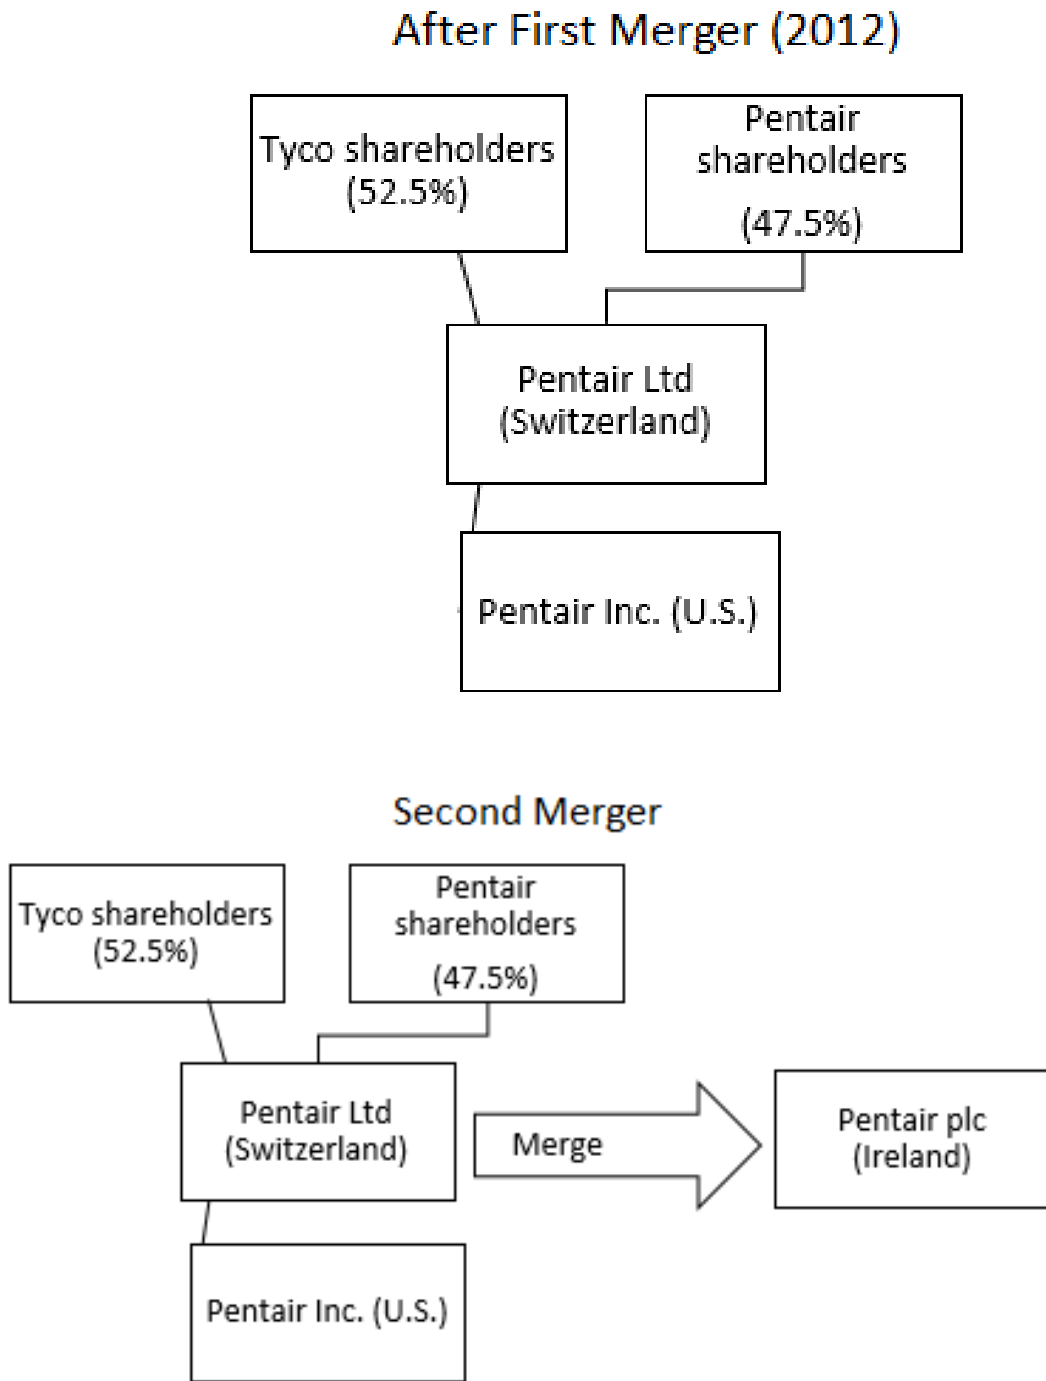 After First Merger (2012)
Tyco shareholders
(52.5%)
Pentair
shareholders
(47.5%)
Pentair Ltd
(Switzerland)
Pentair Inc. (U.S.)
Second Merger
Tyco shareholders
(52.5%)
Pentair
shareholders
(47.5%)
Pentair Ltd
(Switzerland)
Merge
Pentair plc
(Ireland)
Pentair Inc. (U.S.)